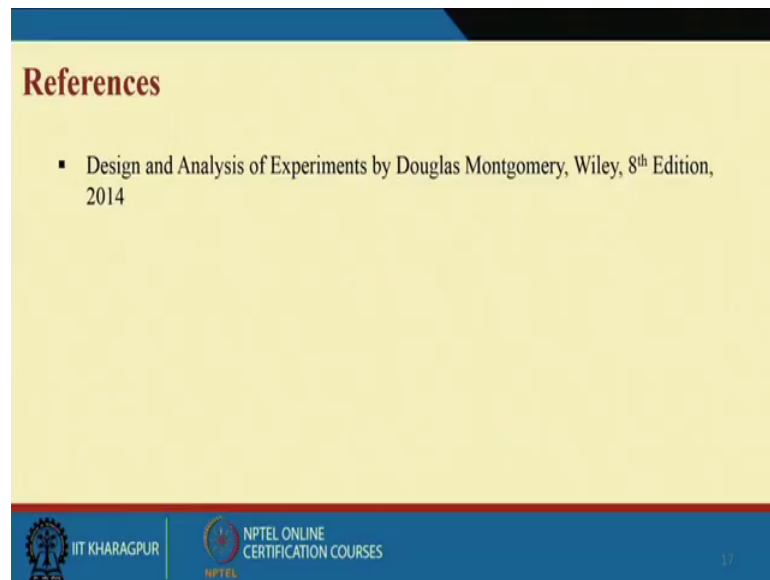 References
▪ Design and Analysis of Experiments by Douglas Montgomery, Wiley, 8th Edition,
2014
IIT KHARAGPUR
NPTEL
NPTEL ONLINE
CERTIFICATION COURSES
17